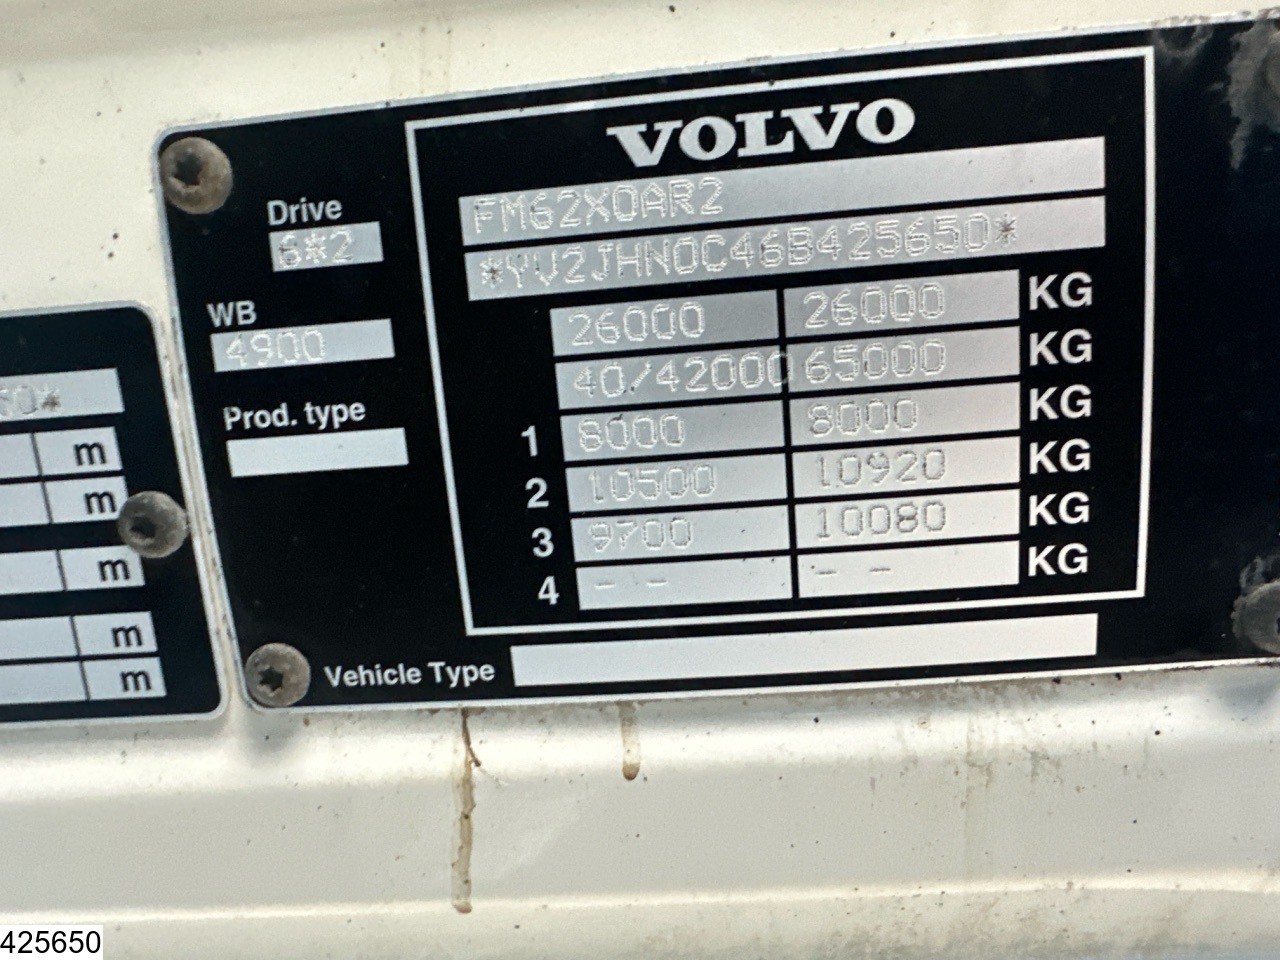 VOLVO
Drive
6*2
FM62X0AR2
*YV2JHN0C46B425650*
WB
4900
26000 26000 KG
40/42000 65000 KG
Prod. type
1 8000 8000 KG
2 10500 10920 KG
3 9700 10080 KG
4 - - - - KG
Vehicle Type
50*
m
m
m
m
m
425650